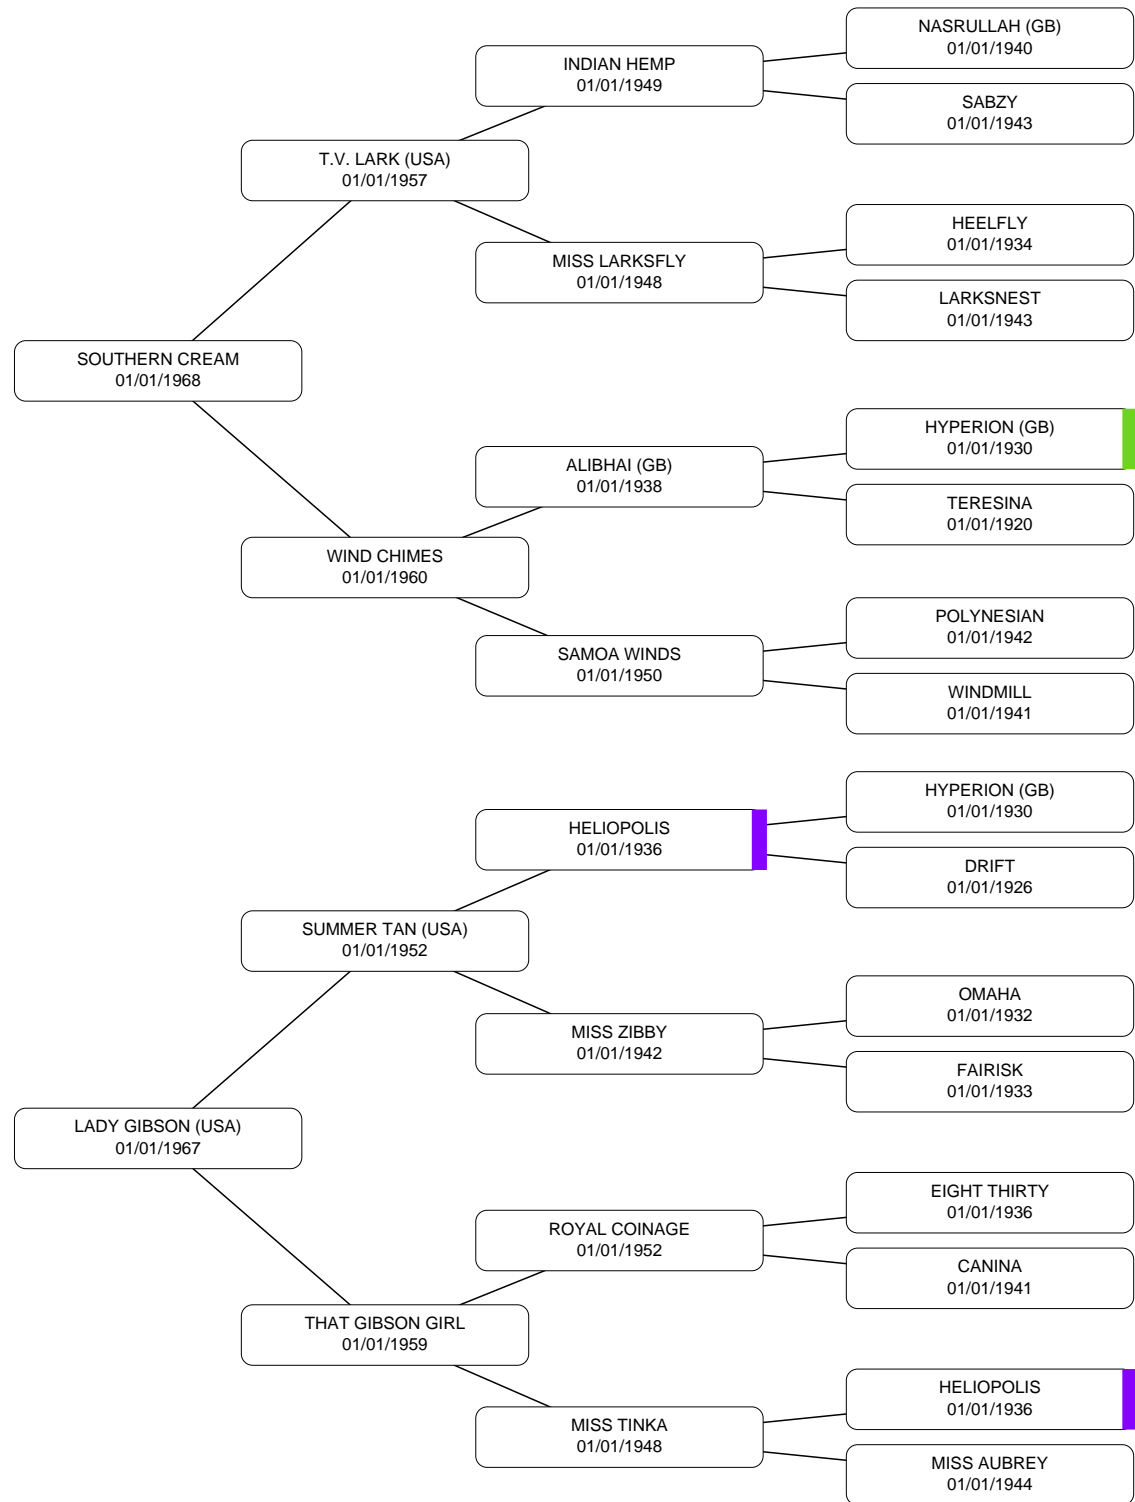 NASRULLAH (GB)
01/01/1940
INDIAN HEMP
01/01/1949
SABZY
01/01/1943
T.V. LARK (USA)
01/01/1957
HEELFLY
01/01/1934
MISS LARKSFLY
01/01/1948
LARKSNEST
01/01/1943
SOUTHERN CREAM
01/01/1968
HYPERION (GB)
01/01/1930
ALIBHAI (GB)
01/01/1938
TERESINA
01/01/1920
WIND CHIMES
01/01/1960
POLYNESIAN
01/01/1942
SAMOA WINDS
01/01/1950
WINDMILL
01/01/1941
HYPERION (GB)
01/01/1930
HELIOPOLIS
01/01/1936
DRIFT
01/01/1926
SUMMER TAN (USA)
01/01/1952
OMAHA
01/01/1932
MISS ZIBBY
01/01/1942
FAIRISK
01/01/1933
LADY GIBSON (USA)
01/01/1967
EIGHT THIRTY
01/01/1936
ROYAL COINAGE
01/01/1952
CANINA
01/01/1941
THAT GIBSON GIRL
01/01/1959
HELIOPOLIS
01/01/1936
MISS TINKA
01/01/1948
MISS AUBREY
01/01/1944